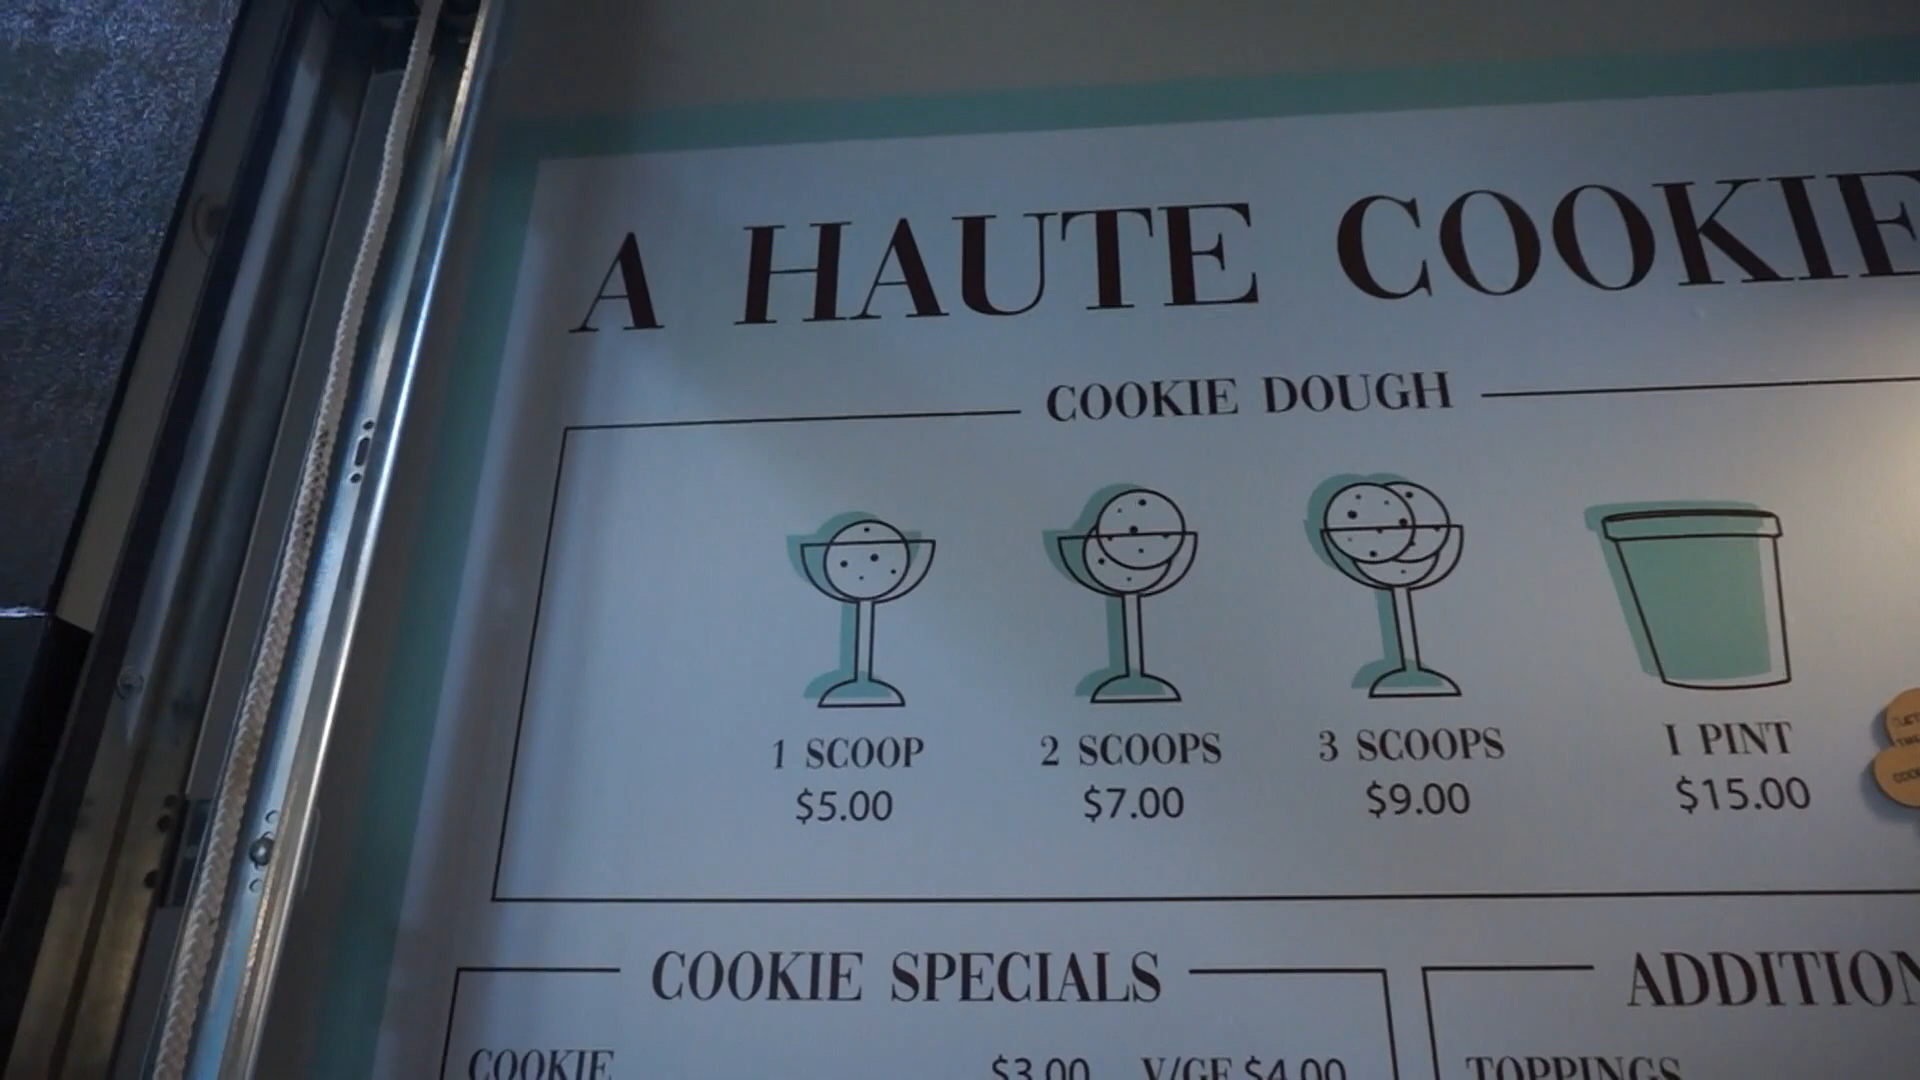 A HAUTE COOKIE
COOKIE DOUGH
1 SCOOP
$5.00
2 SCOOPS
$7.00
3 SCOOPS
$9.00
1 PINT
$15.00
COOKIE SPECIALS
COOKIE $3.00 V/GF $4.00
ADDITION
TOPPINGS